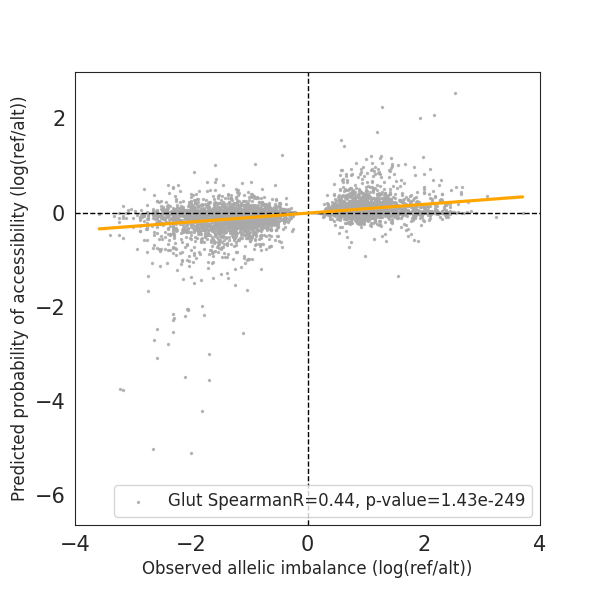 Predicted probability of accessibility (log(ref/alt))
2
0
−2
−4
−6
Glut SpearmanR=0.44, p-value=1.43e-249
−4 −2 0 2 4
Observed allelic imbalance (log(ref/alt))